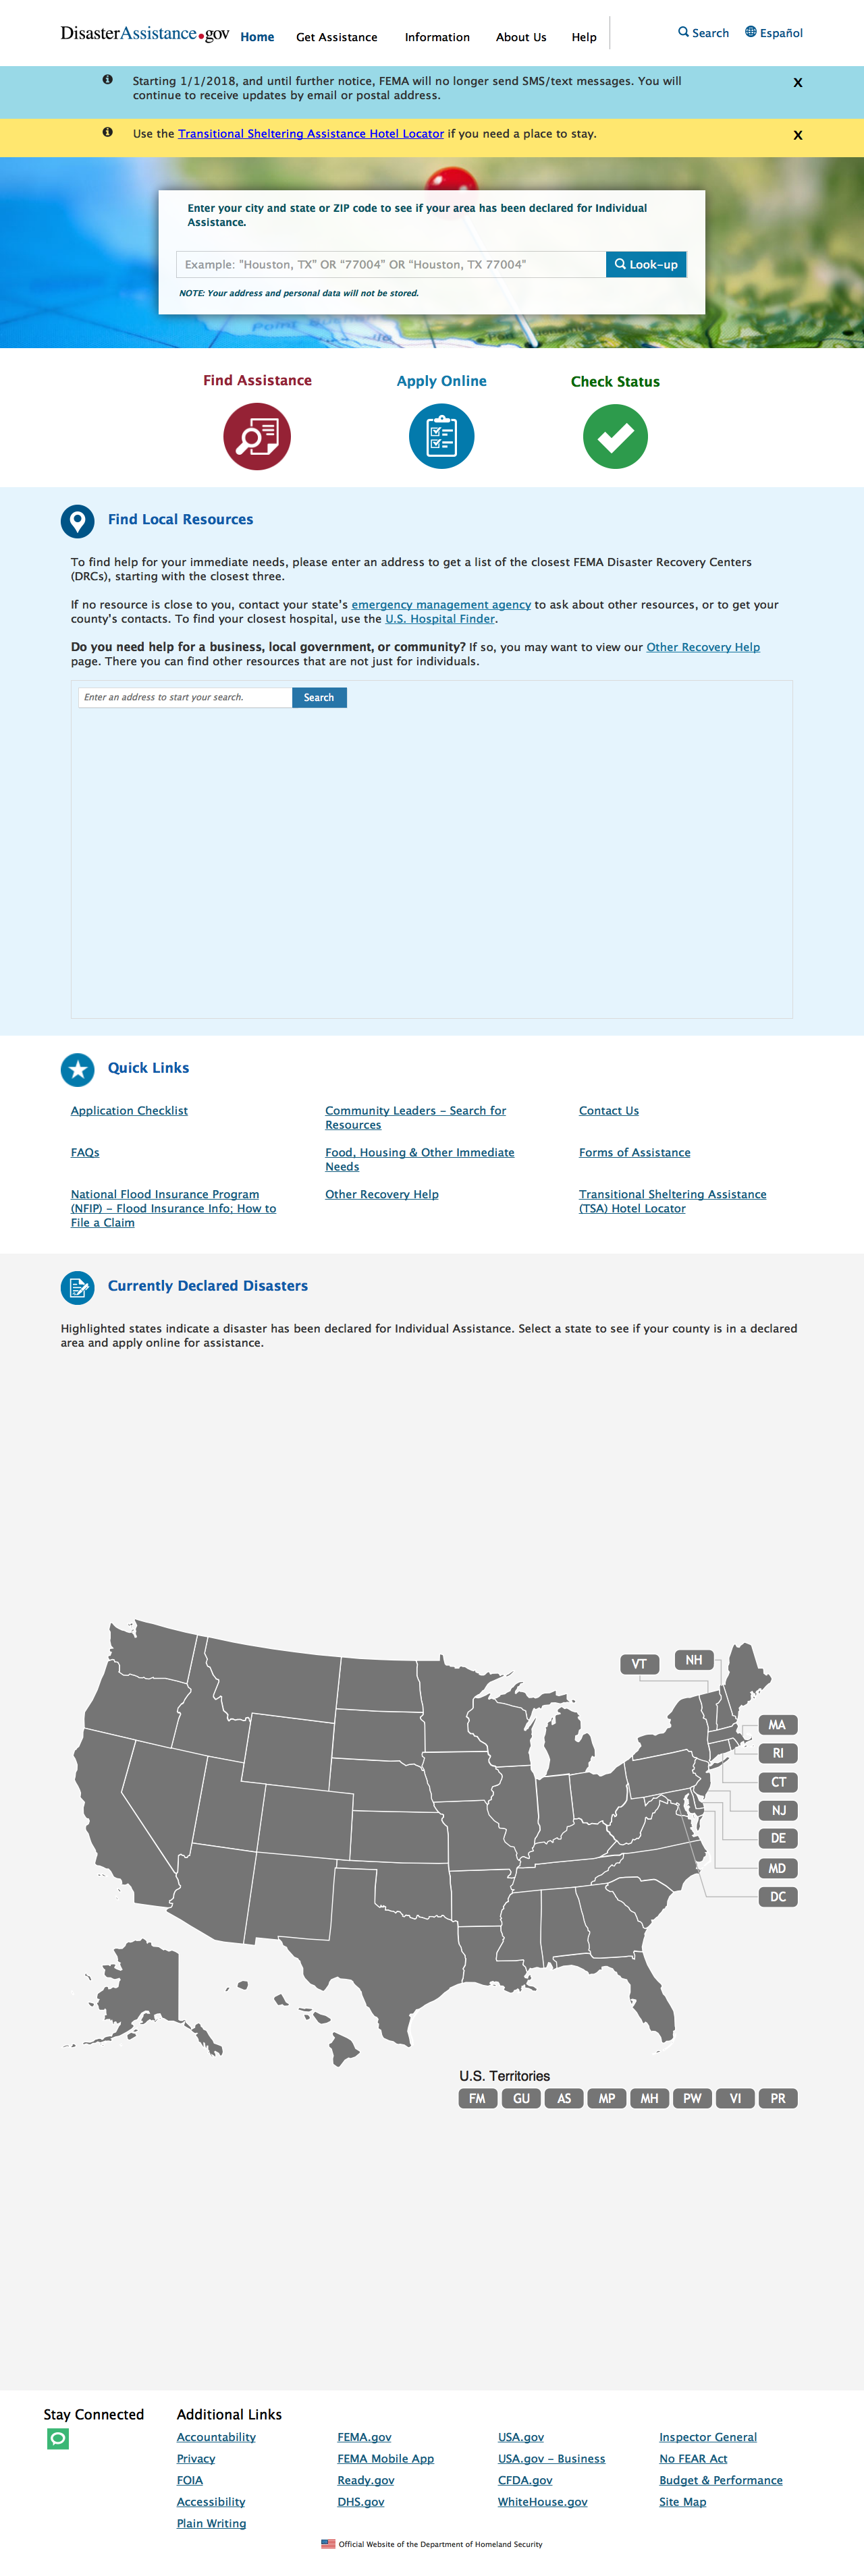 DisasterAssistance.gov
Home
Get Assistance
Information
About Us
Help
Search
Español
Starting 1/1/2018, and until further notice, FEMA will no longer send SMS/text messages. You will
continue to receive updates by email or postal address.
X
Use the Transitional Sheltering Assistance Hotel Locator if you need a place to stay.
X
Enter your city and state or ZIP code to see if your area has been declared for Individual
Assistance.
Example: "Houston, TX" OR "77004" OR "Houston, TX 77004"
Look-up
NOTE: Your address and personal data will not be stored.
Find Assistance
Apply Online
Check Status
Find Local Resources
To find help for your immediate needs, please enter an address to get a list of the closest FEMA Disaster Recovery Centers
(DRCs), starting with the closest three.
If no resource is close to you, contact your state's emergency management agency to ask about other resources, or to get your
county's contacts. To find your closest hospital, use the U.S. Hospital Finder.
Do you need help for a business, local government, or community? If so, you may want to view our Other Recovery Help
page. There you can find other resources that are not just for individuals.
Enter an address to start your search.
Search
Quick Links
Application Checklist
Community Leaders - Search for
Resources
Contact Us
FAQs
Food, Housing & Other Immediate
Needs
Forms of Assistance
National Flood Insurance Program
(NFIP) - Flood Insurance Info; How to
File a Claim
Other Recovery Help
Transitional Sheltering Assistance
(TSA) Hotel Locator
Currently Declared Disasters
Highlighted states indicate a disaster has been declared for Individual Assistance. Select a state to see if your county is in a declared
area and apply online for assistance.
VT
NH
MA
RI
CT
NJ
DE
MD
DC
U.S. Territories
FM
GU
AS
MP
MH
PW
VI
PR
Stay Connected
Additional Links
Accountability
FEMA.gov
USA.gov
Inspector General
Privacy
FEMA Mobile App
USA.gov - Business
No FEAR Act
FOIA
Ready.gov
CFDA.gov
Budget & Performance
Accessibility
DHS.gov
WhiteHouse.gov
Site Map
Plain Writing
Official Website of the Department of Homeland Security